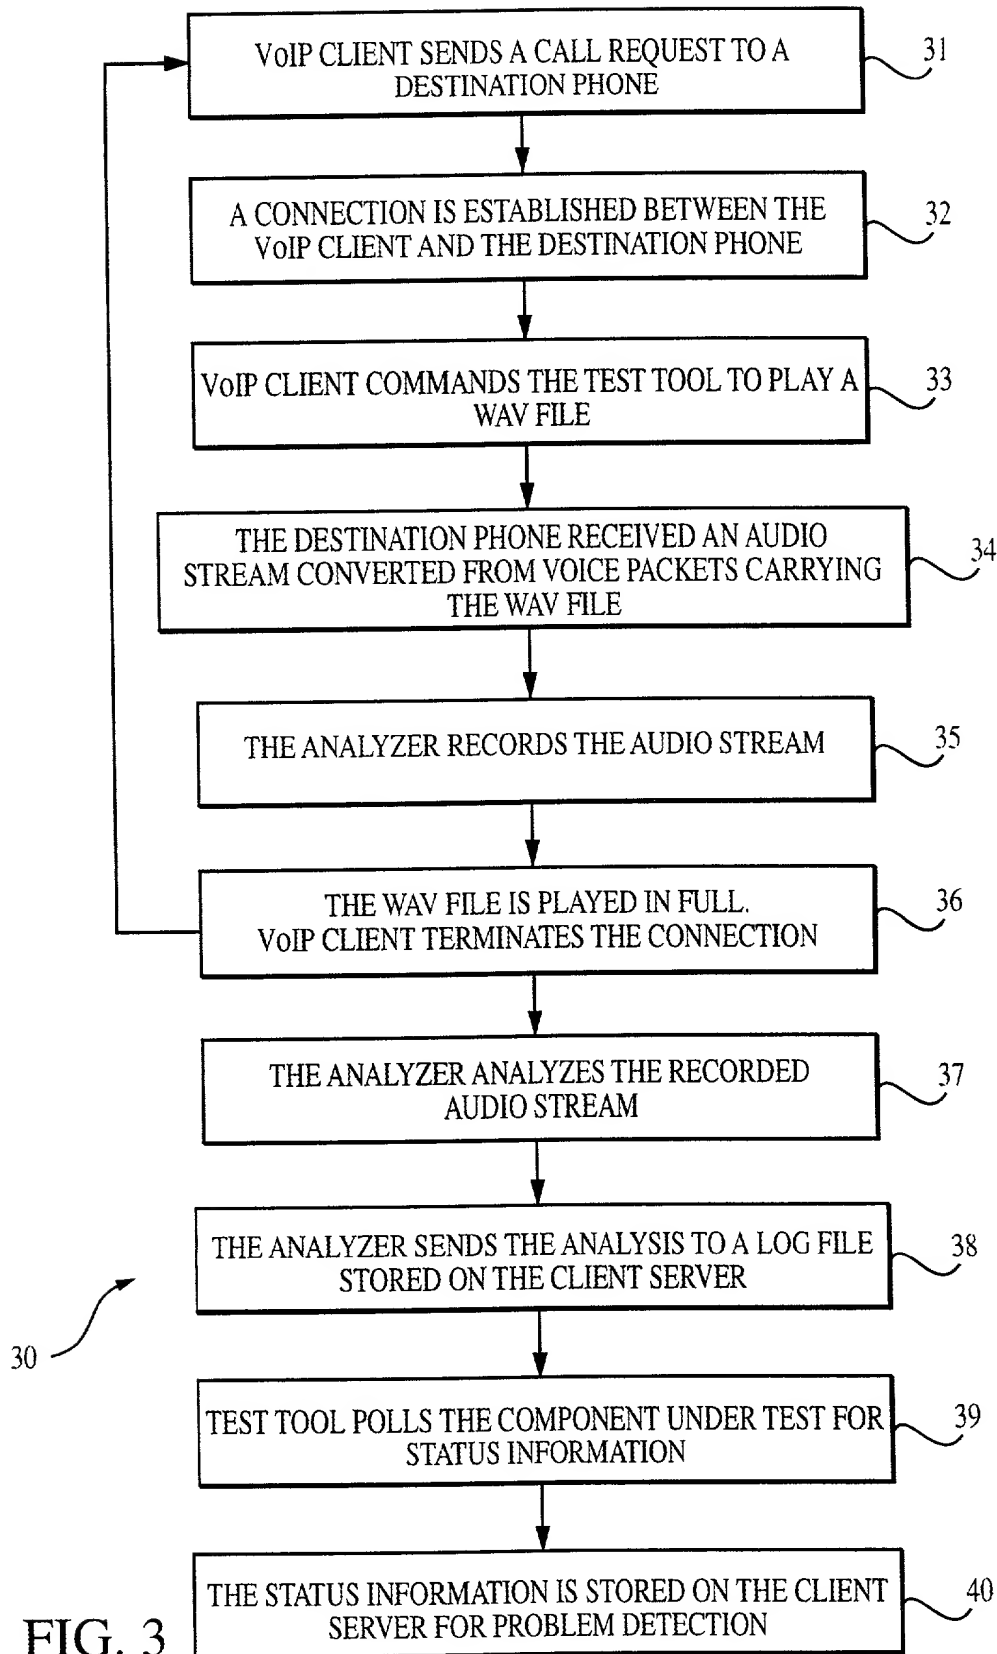 VoIP CLIENT SENDS A CALL REQUEST TO A
DESTINATION PHONE
31
A CONNECTION IS ESTABLISHED BETWEEN THE
VoIP CLIENT AND THE DESTINATION PHONE
32
VoIP CLIENT COMMANDS THE TEST TOOL TO PLAY A
WAV FILE
33
THE DESTINATION PHONE RECEIVED AN AUDIO
STREAM CONVERTED FROM VOICE PACKETS CARRYING
THE WAV FILE
34
THE ANALYZER RECORDS THE AUDIO STREAM
35
THE WAV FILE IS PLAYED IN FULL.
VoIP CLIENT TERMINATES THE CONNECTION
36
THE ANALYZER ANALYZES THE RECORDED
AUDIO STREAM
37
THE ANALYZER SENDS THE ANALYSIS TO A LOG FILE
STORED ON THE CLIENT SERVER
38
30
TEST TOOL POLLS THE COMPONENT UNDER TEST FOR
STATUS INFORMATION
39
THE STATUS INFORMATION IS STORED ON THE CLIENT
SERVER FOR PROBLEM DETECTION
40
FIG. 3